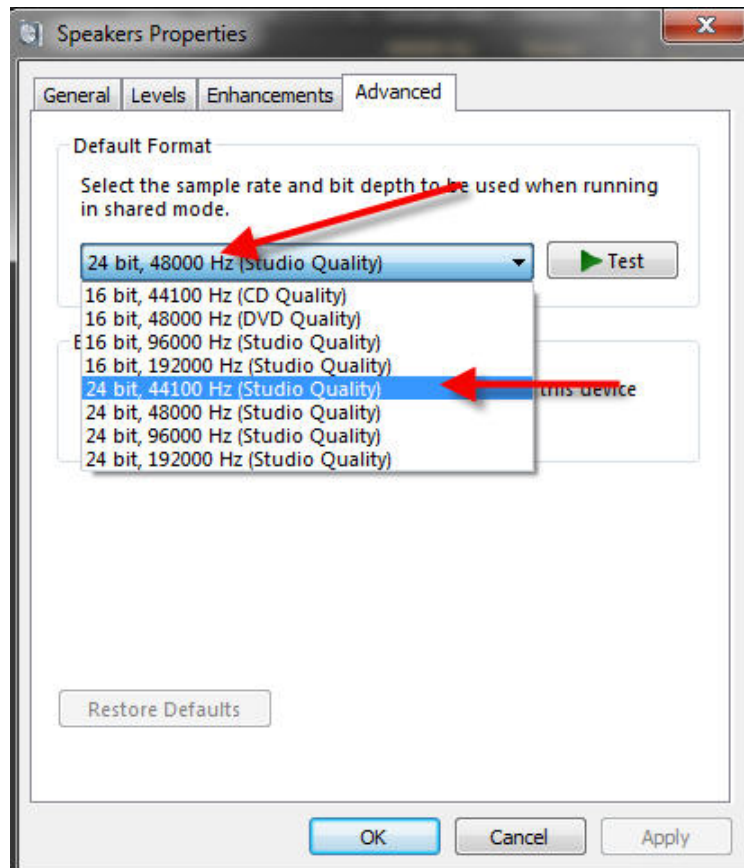 Speakers Properties
General Levels Enhancements Advanced
Default Format
Select the sample rate and bit depth to be used when running
in shared mode.
24 bit, 48000 Hz (Studio Quality)
Test
16 bit, 44100 Hz (CD Quality)
16 bit, 48000 Hz (DVD Quality)
E
16 bit, 96000 Hz (Studio Quality)
16 bit, 192000 Hz (Studio Quality)
24 bit, 44100 Hz (Studio Quality)
this device
24 bit, 48000 Hz (Studio Quality)
24 bit, 96000 Hz (Studio Quality)
24 bit, 192000 Hz (Studio Quality)
Restore Defaults
OK Cancel Apply